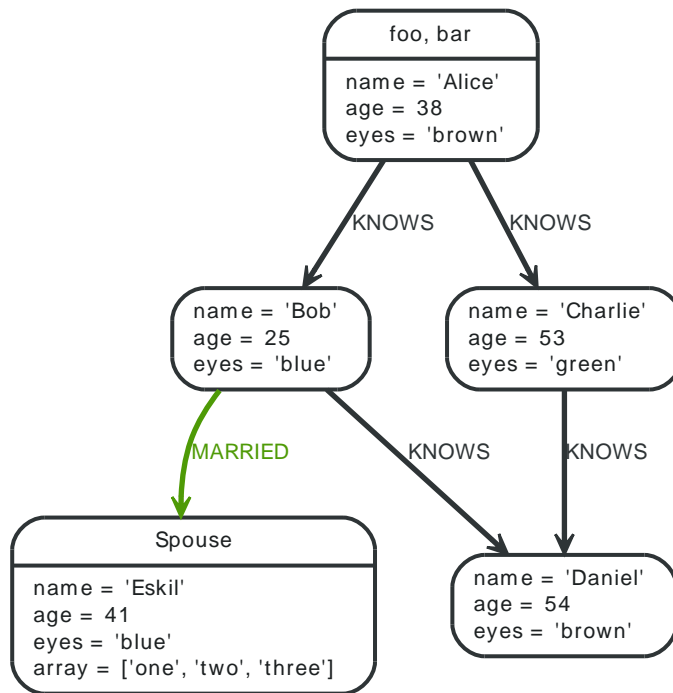 foo, bar
name = 'Alice'
age = 38
eyes = 'brown'
KNOWS
KNOWS
name = 'Bob'
age = 25
eyes = 'blue'
name = 'Charlie'
age = 53
eyes = 'green'
MARRIED
KNOWS
KNOWS
Spouse
name = 'Eskil'
age = 41
eyes = 'blue'
array = ['one', 'two', 'three']
name = 'Daniel'
age = 54
eyes = 'brown'